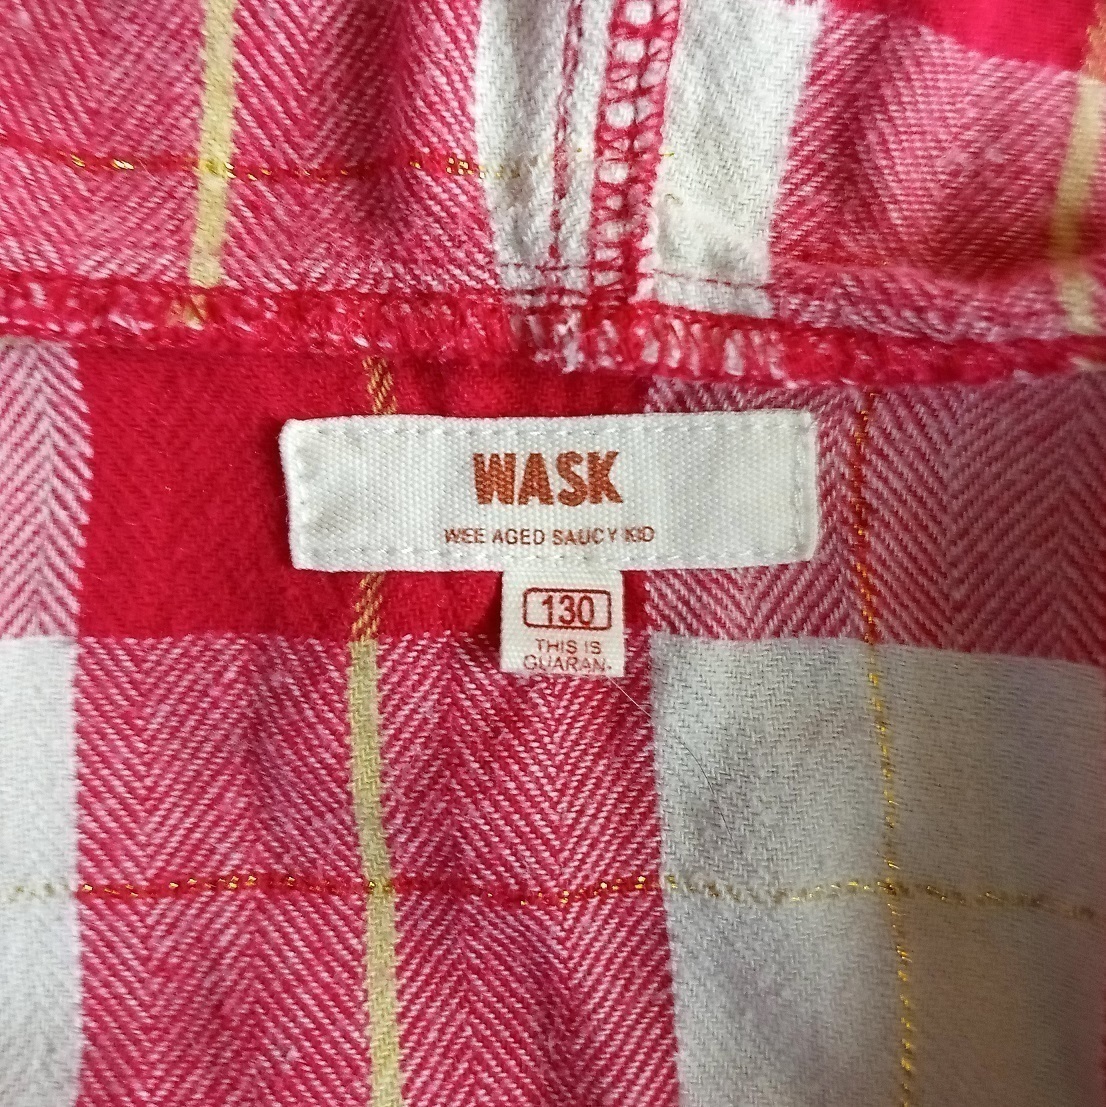 WASK
WEE AGED SAUCY KID
130
THIS IS
GUARAN-